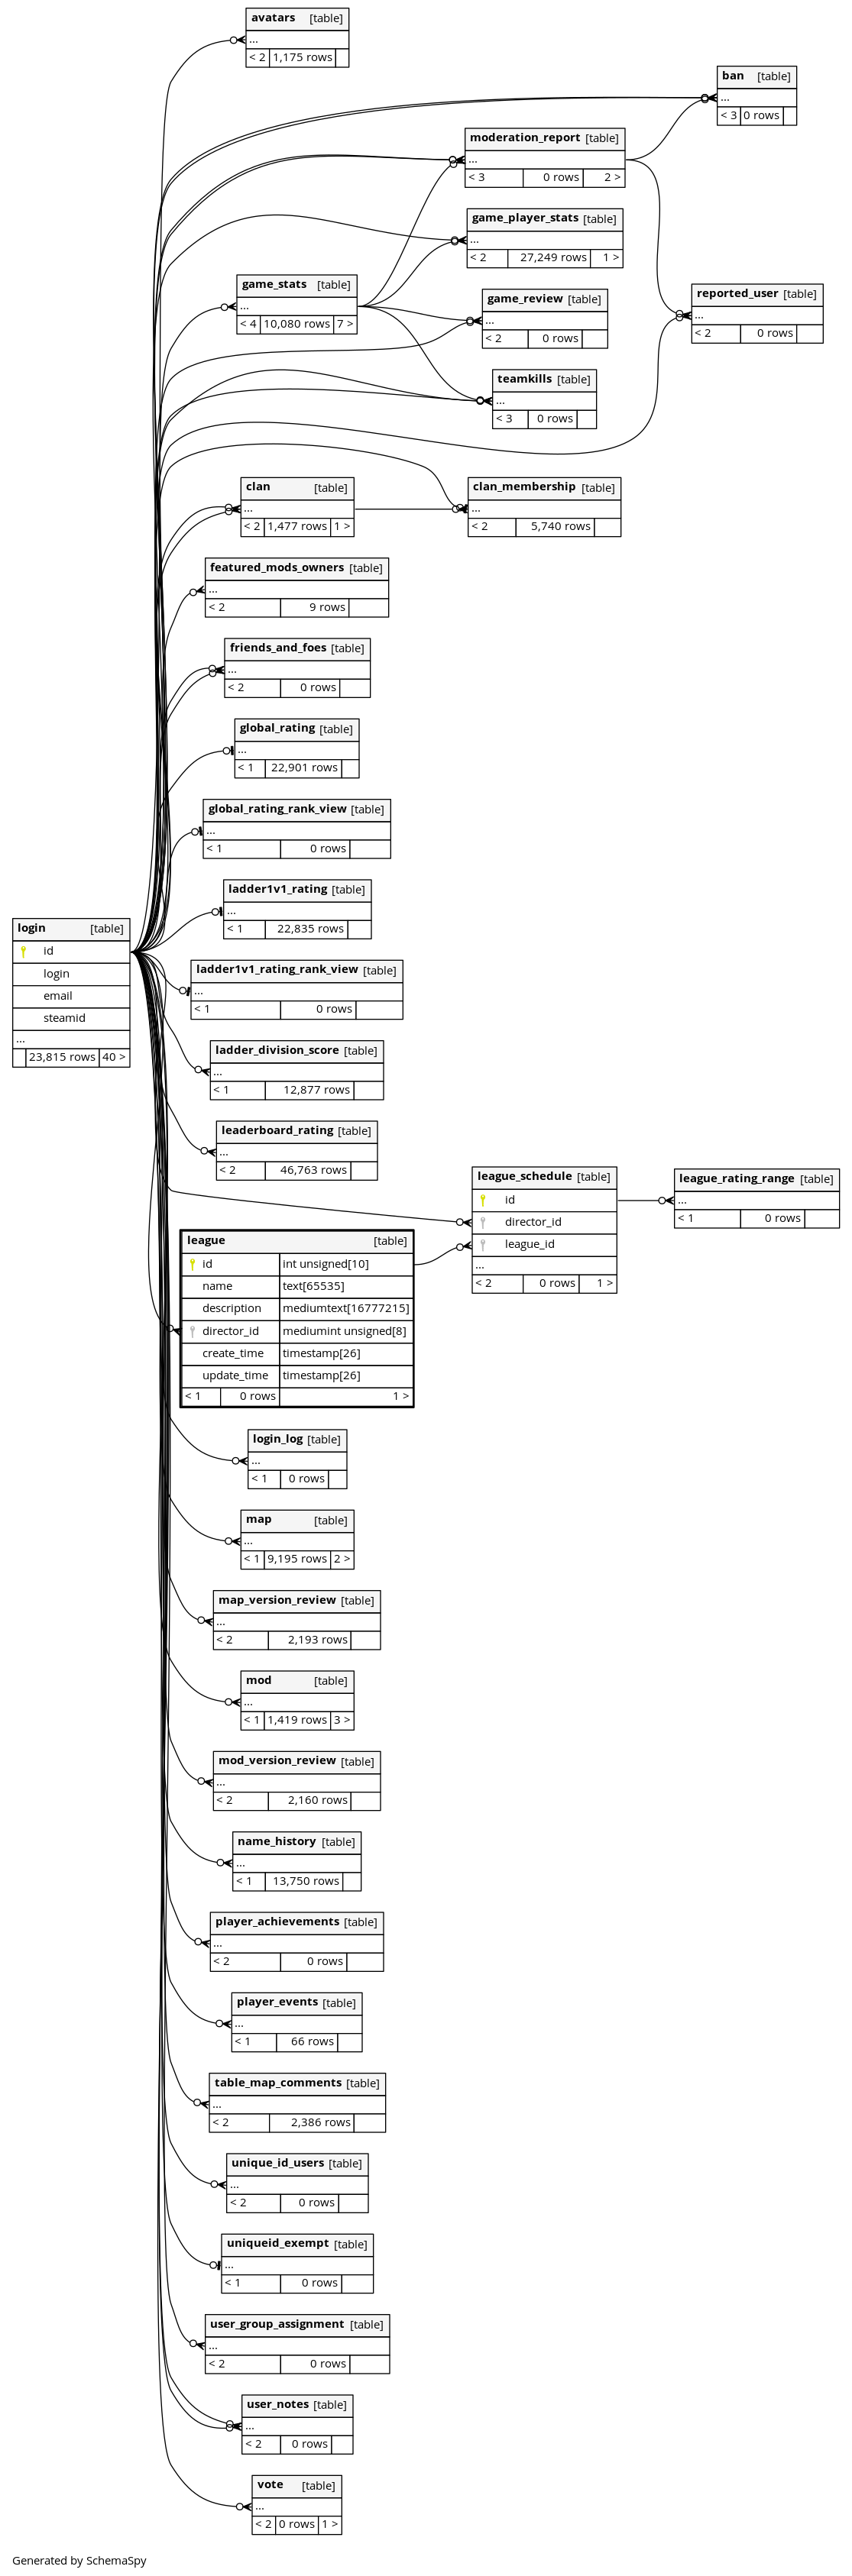 avatars [table]
...
< 2 1,175 rows
ban [table]
...
< 3 0 rows
moderation_report [table]
...
< 3 0 rows 2 >
game_player_stats [table]
...
< 2 27,249 rows 1 >
game_stats [table]
...
< 4 10,080 rows 7 >
game_review [table]
...
< 2 0 rows
reported_user [table]
...
< 2 0 rows
teamkills [table]
...
< 3 0 rows
clan [table]
...
< 2 1,477 rows 1 >
clan_membership [table]
...
< 2 5,740 rows
featured_mods_owners [table]
...
< 2 9 rows
friends_and_foes [table]
...
< 2 0 rows
global_rating [table]
...
< 1 22,901 rows
global_rating_rank_view [table]
...
< 1 0 rows
ladder1v1_rating [table]
...
< 1 22,835 rows
login [table]
id
login
email
steamid
...
23,815 rows 40 >
ladder1v1_rating_rank_view [table]
...
< 1 0 rows
ladder_division_score [table]
...
< 1 12,877 rows
leaderboard_rating [table]
...
< 2 46,763 rows
league_schedule [table]
id
director_id
league_id
...
< 2 0 rows 1 >
league_rating_range [table]
...
< 1 0 rows
league [table]
id int unsigned[10]
name text[65535]
description mediumtext[16777215]
director_id mediumint unsigned[8]
create_time timestamp[26]
update_time timestamp[26]
< 1 0 rows 1 >
login_log [table]
...
< 1 0 rows
map [table]
...
< 1 9,195 rows 2 >
map_version_review [table]
...
< 2 2,193 rows
mod [table]
...
< 1 1,419 rows 3 >
mod_version_review [table]
...
< 2 2,160 rows
name_history [table]
...
< 1 13,750 rows
player_achievements [table]
...
< 2 0 rows
player_events [table]
...
< 1 66 rows
table_map_comments [table]
...
< 2 2,386 rows
unique_id_users [table]
...
< 2 0 rows
uniqueid_exempt [table]
...
< 1 0 rows
user_group_assignment [table]
...
< 2 0 rows
user_notes [table]
...
< 2 0 rows
vote [table]
...
< 2 0 rows 1 >
Generated by SchemaSpy